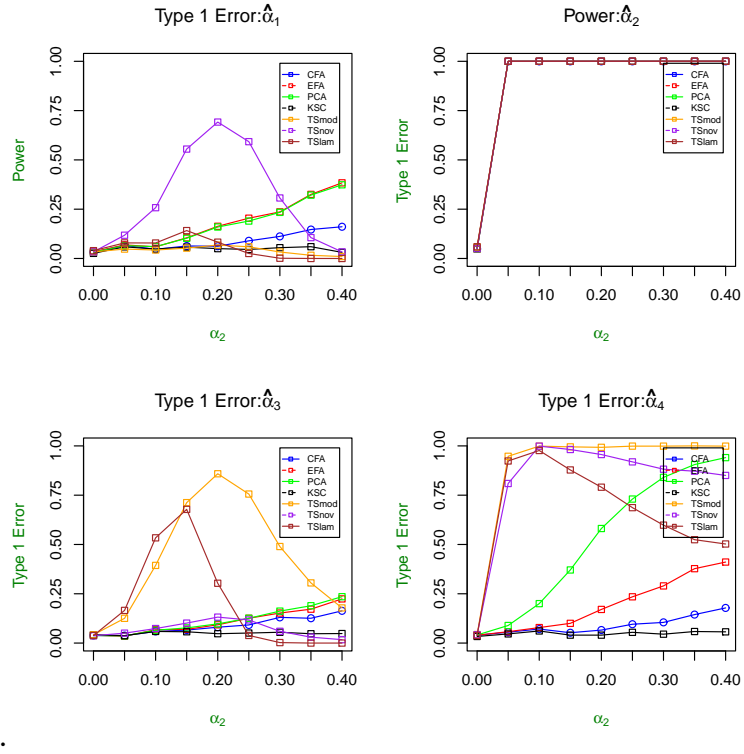 Type 1 Error:α̂₁
Power
1.00
0.75
0.50
0.25
0.00
CFA
EFA
PCA
KSC
TSmod
TSnov
TSlam
0.00 0.10 0.20 0.30 0.40
α₂
Power:α̂₂
Type 1 Error
1.00
0.75
0.50
0.25
0.00
CFA
EFA
PCA
KSC
TSmod
TSnov
TSlam
0.00 0.10 0.20 0.30 0.40
α₂
Type 1 Error:α̂₃
Type 1 Error
1.00
0.75
0.50
0.25
0.00
CFA
EFA
PCA
KSC
TSmod
TSnov
TSlam
0.00 0.10 0.20 0.30 0.40
α₂
Type 1 Error:α̂₄
Type 1 Error
1.00
0.75
0.50
0.25
0.00
CFA
EFA
PCA
KSC
TSmod
TSnov
TSlam
0.00 0.10 0.20 0.30 0.40
α₂
.